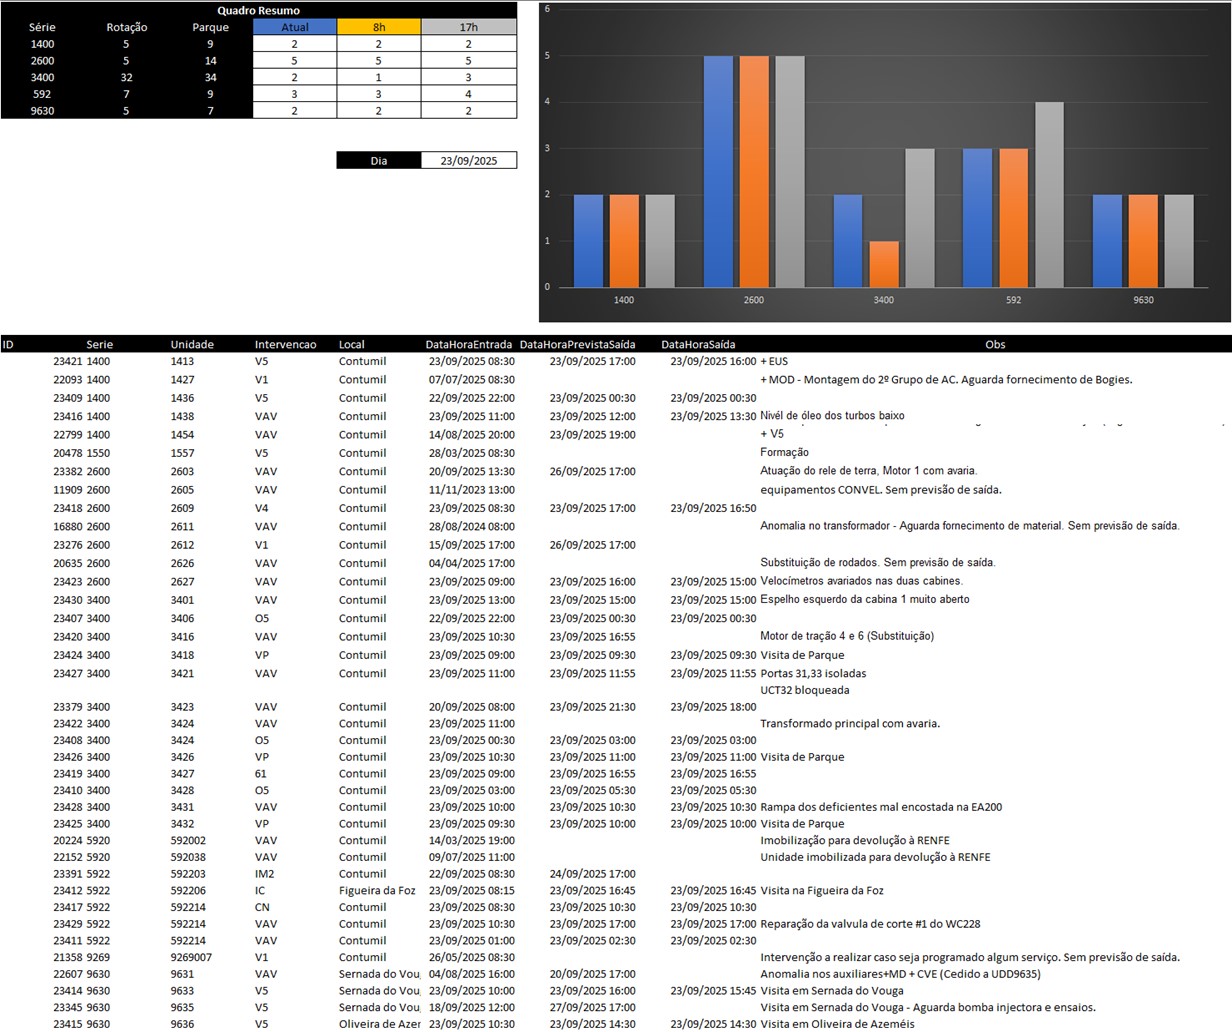 Quadro Resumo
Série Rotação Parque Atual 8h 17h
1400 5 9 2 2 2
2600 5 14 5 5 5
3400 32 34 2 1 3
592 7 9 3 3 4
9630 5 7 2 2 2
Dia 23/09/2025
6
5
4
3
2
1
0
1400 2600 3400 592 9630
ID Serie Unidade Intervencao Local DataHoraEntrada DataHoraPrevistaSaída DataHoraSaída Obs
23421 1400 1413 V5 Contumil 23/09/2025 08:30 23/09/2025 17:00 23/09/2025 16:00 + EUS
22093 1400 1427 V1 Contumil 07/07/2025 08:30 + MOD - Montagem do 2º Grupo de AC. Aguarda fornecimento de Bogies.
23409 1400 1436 V5 Contumil 22/09/2025 22:00 23/09/2025 00:30 23/09/2025 00:30
23416 1400 1438 VAV Contumil 23/09/2025 11:00 23/09/2025 12:00 23/09/2025 13:30 Nivél de óleo dos turbos baixo
22799 1400 1454 VAV Contumil 14/08/2025 20:00 23/09/2025 19:00 + V5
20478 1550 1557 V5 Contumil 28/03/2025 08:30 Formação
23382 2600 2603 VAV Contumil 20/09/2025 13:30 26/09/2025 17:00 Atuação do rele de terra, Motor 1 com avaria.
11909 2600 2605 VAV Contumil 11/11/2023 13:00 equipamentos CONVEL. Sem previsão de saída.
23418 2600 2609 V4 Contumil 23/09/2025 08:30 23/09/2025 17:00 23/09/2025 16:50
16880 2600 2611 VAV Contumil 28/08/2024 08:00 Anomalia no transformador - Aguarda fornecimento de material. Sem previsão de saída.
23276 2600 2612 V1 Contumil 15/09/2025 17:00 26/09/2025 17:00
20635 2600 2626 VAV Contumil 04/04/2025 17:00 Substituição de rodados. Sem previsão de saída.
23423 2600 2627 VAV Contumil 23/09/2025 09:00 23/09/2025 16:00 23/09/2025 15:00 Velocímetros avariados nas duas cabines.
23430 3400 3401 VAV Contumil 23/09/2025 13:00 23/09/2025 15:00 23/09/2025 15:00 Espelho esquerdo da cabina 1 muito aberto
23407 3400 3406 O5 Contumil 22/09/2025 22:00 23/09/2025 00:30 23/09/2025 00:30
23420 3400 3416 VAV Contumil 23/09/2025 10:30 23/09/2025 16:55 Motor de tração 4 e 6 (Substituição)
23424 3400 3418 VP Contumil 23/09/2025 09:00 23/09/2025 09:30 23/09/2025 09:30 Visita de Parque
23427 3400 3421 VAV Contumil 23/09/2025 11:00 23/09/2025 11:55 23/09/2025 11:55 Portas 31,33 isoladas
UCT32 bloqueada
23379 3400 3423 VAV Contumil 20/09/2025 08:00 23/09/2025 21:30 23/09/2025 18:00
23422 3400 3424 VAV Contumil 23/09/2025 11:00 Transformado principal com avaria.
23408 3400 3424 O5 Contumil 23/09/2025 00:30 23/09/2025 03:00 23/09/2025 03:00
23426 3400 3426 VP Contumil 23/09/2025 10:30 23/09/2025 11:00 23/09/2025 11:00 Visita de Parque
23419 3400 3427 61 Contumil 23/09/2025 09:00 23/09/2025 16:55 23/09/2025 16:55
23410 3400 3428 O5 Contumil 23/09/2025 03:00 23/09/2025 05:30 23/09/2025 05:30
23428 3400 3431 VAV Contumil 23/09/2025 10:00 23/09/2025 10:30 23/09/2025 10:30 Rampa dos deficientes mal encostada na EA200
23425 3400 3432 VP Contumil 23/09/2025 09:30 23/09/2025 10:00 23/09/2025 10:00 Visita de Parque
20224 5920 592002 VAV Contumil 14/03/2025 19:00 Imobilização para devolução à RENFE
22152 5920 592038 VAV Contumil 09/07/2025 11:00 Unidade imobilizada para devolução à RENFE
23391 5922 592203 IM2 Contumil 22/09/2025 08:30 24/09/2025 17:00
23412 5922 592206 IC Figueira da Foz 23/09/2025 08:15 23/09/2025 16:45 23/09/2025 16:45 Visita na Figueira da Foz
23417 5922 592214 CN Contumil 23/09/2025 08:30 23/09/2025 10:30 23/09/2025 10:30
23429 5922 592214 VAV Contumil 23/09/2025 10:30 23/09/2025 17:00 23/09/2025 17:00 Reparação da valvula de corte #1 do WC228
23411 5922 592214 VAV Contumil 23/09/2025 01:00 23/09/2025 02:30 23/09/2025 02:30
21358 9269 9269007 V1 Contumil 26/05/2025 08:30 Intervenção a realizar caso seja programado algum serviço. Sem previsão de saída.
22607 9630 9631 VAV Sernada do Vou 04/08/2025 16:00 20/09/2025 17:00 Anomalia nos auxiliares+MD + CVE (Cedido a UDD9635)
23414 9630 9633 V5 Sernada do Vou 23/09/2025 10:00 23/09/2025 16:00 23/09/2025 15:45 Visita em Sernada do Vouga
23345 9630 9635 V5 Sernada do Vou 18/09/2025 12:00 27/09/2025 17:00 Visita em Sernada do Vouga - Aguarda bomba injectora e ensaios.
23415 9630 9636 V5 Oliveira de Azer 23/09/2025 10:30 23/09/2025 14:30 23/09/2025 14:30 Visita em Oliveira de Azeméis